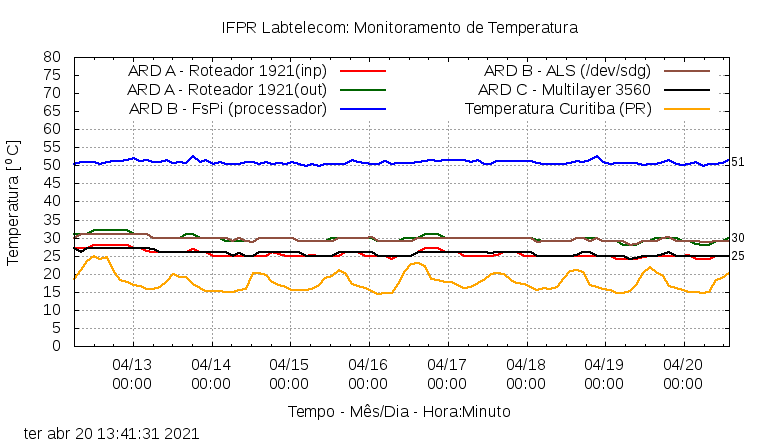 IFPR Labtelecom: Monitoramento de Temperatura
Temperatura [ºC]
80
75
70
65
60
55
50
45
40
35
30
25
20
15
10
5
0
ARD A - Roteador 1921(inp)
ARD A - Roteador 1921(out)
ARD B - FsPi (processador)
ARD B - ALS (/dev/sdg)
ARD C - Multilayer 3560
Temperatura Curitiba (PR)
51
30
25
04/13 04/14 04/15 04/16 04/17 04/18 04/19 04/20
00:00 00:00 00:00 00:00 00:00 00:00 00:00 00:00
Tempo - Mês/Dia - Hora:Minuto
ter abr 20 13:41:31 2021